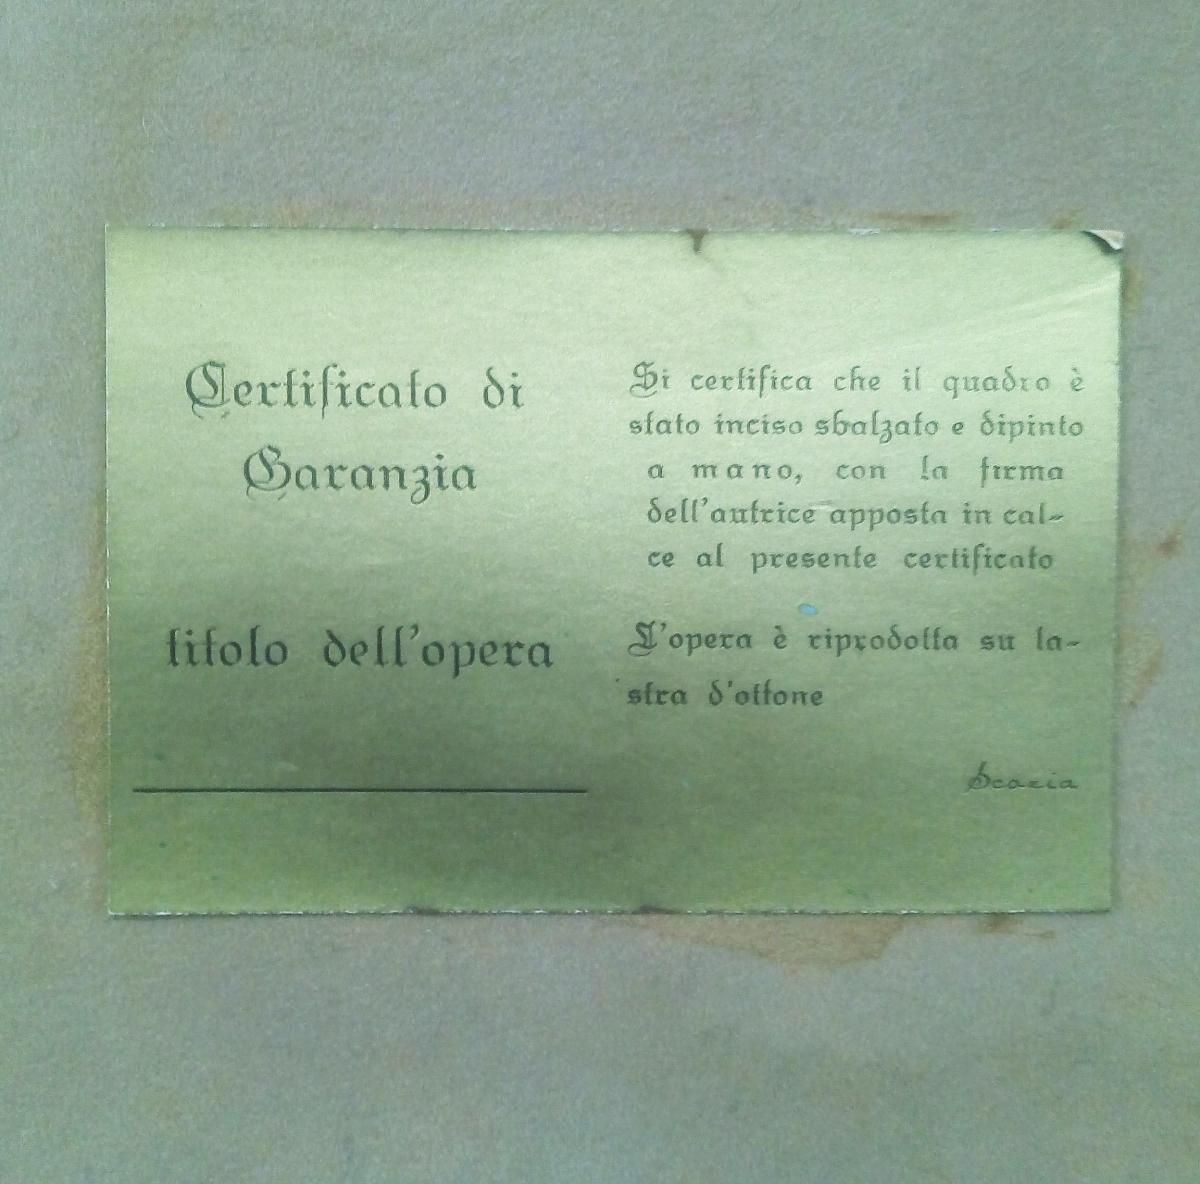 Certificato di
Garanzia
titolo dell'opera
Si certifica che il quadro è
stato inciso sbalzato e dipinto
a mano, con la firma
dell'autrice apposta in cal-
ce al presente certificato
L'opera è riprodotta su la-
stra d'ottone